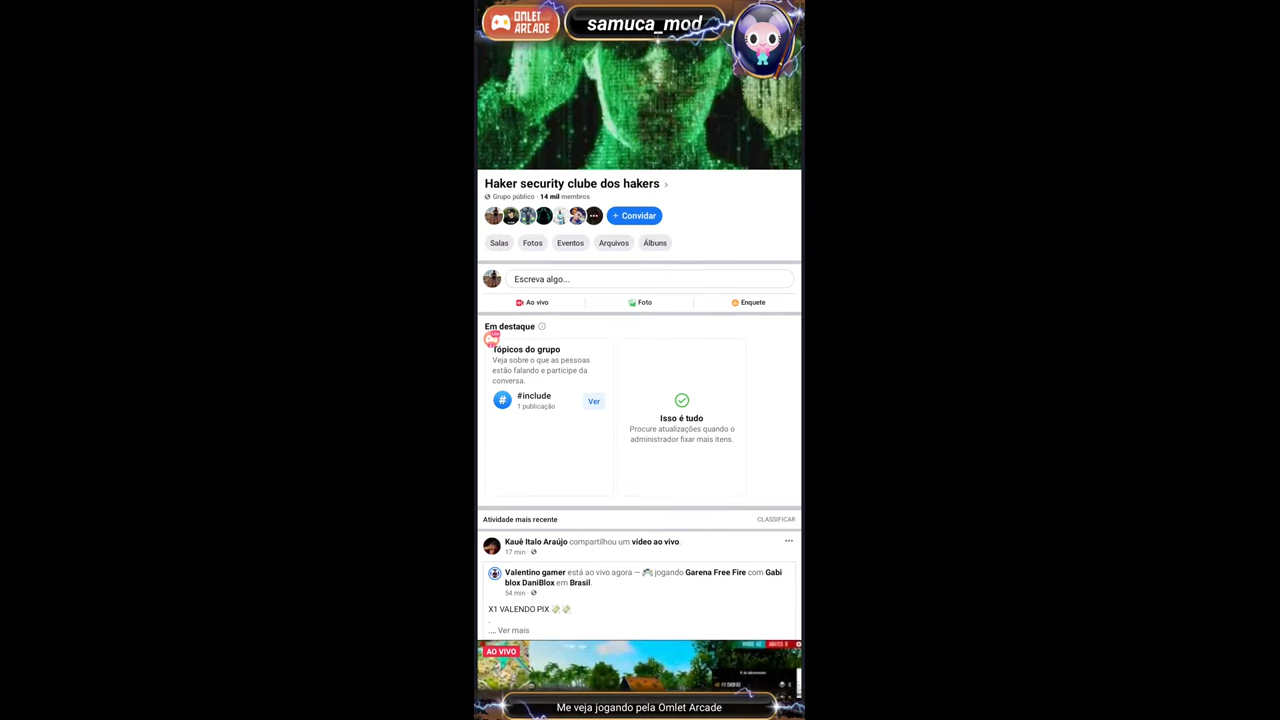 OMLET
ARCADE
samuca_mod
Haker security clube dos hakers
Grupo público · 14 mil membros
+ Convidar
Salas
Fotos
Eventos
Arquivos
Álbuns
Escreva algo...
Ao vivo
Foto
Enquete
Em destaque
Tópicos do grupo
Veja sobre o que as pessoas
estão falando e participe da
conversa.
# #include
1 publicação
Ver
Isso é tudo
Procure atualizações quando o
administrador fixar mais itens.
Atividade mais recente
CLASSIFICAR
Kauê Italo Araújo compartilhou um vídeo ao vivo.
17 min ·
Valentino gamer está ao vivo agora — 🎮 jogando Garena Free Fire com Gabi
blox DaniBlox em Brasil.
54 min ·
X1 VALENDO PIX 💸💸
.
... Ver mais
AO VIVO
Me veja jogando pela Omlet Arcade